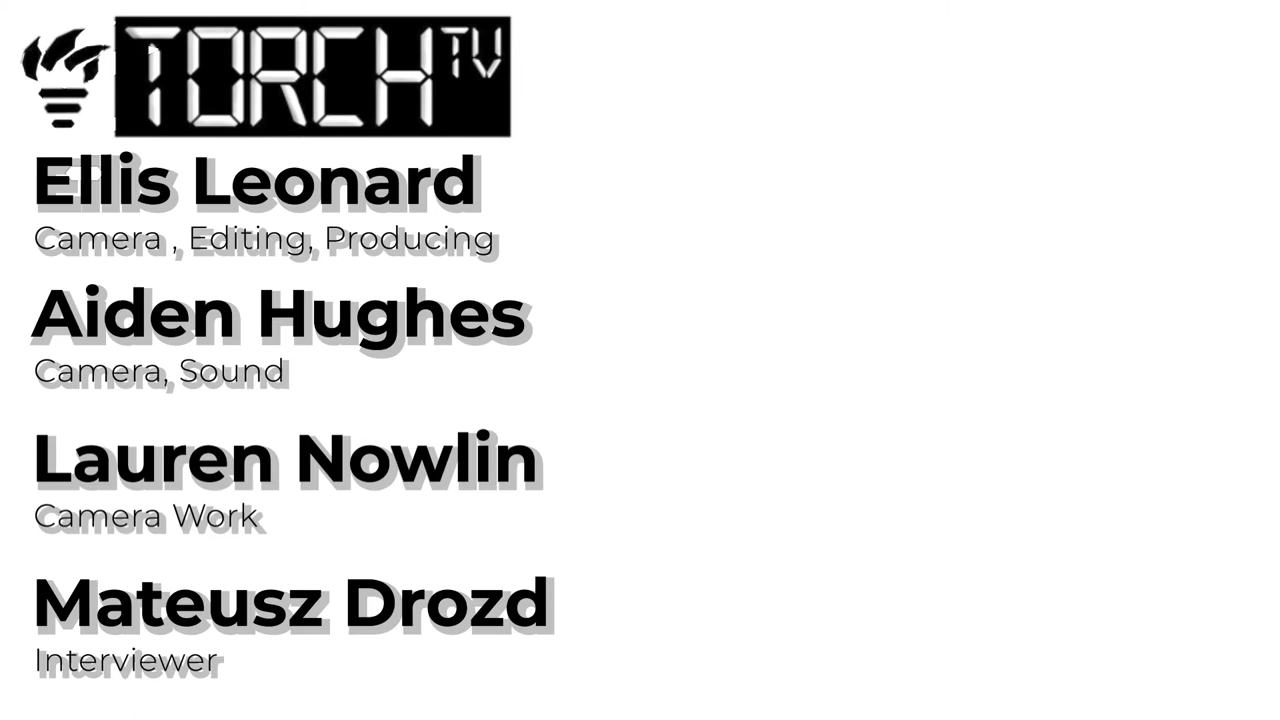 TORCH TV
Ellis Leonard
Camera , Editing, Producing
Aiden Hughes
Camera, Sound
Lauren Nowlin
Camera Work
Mateusz Drozd
Interviewer